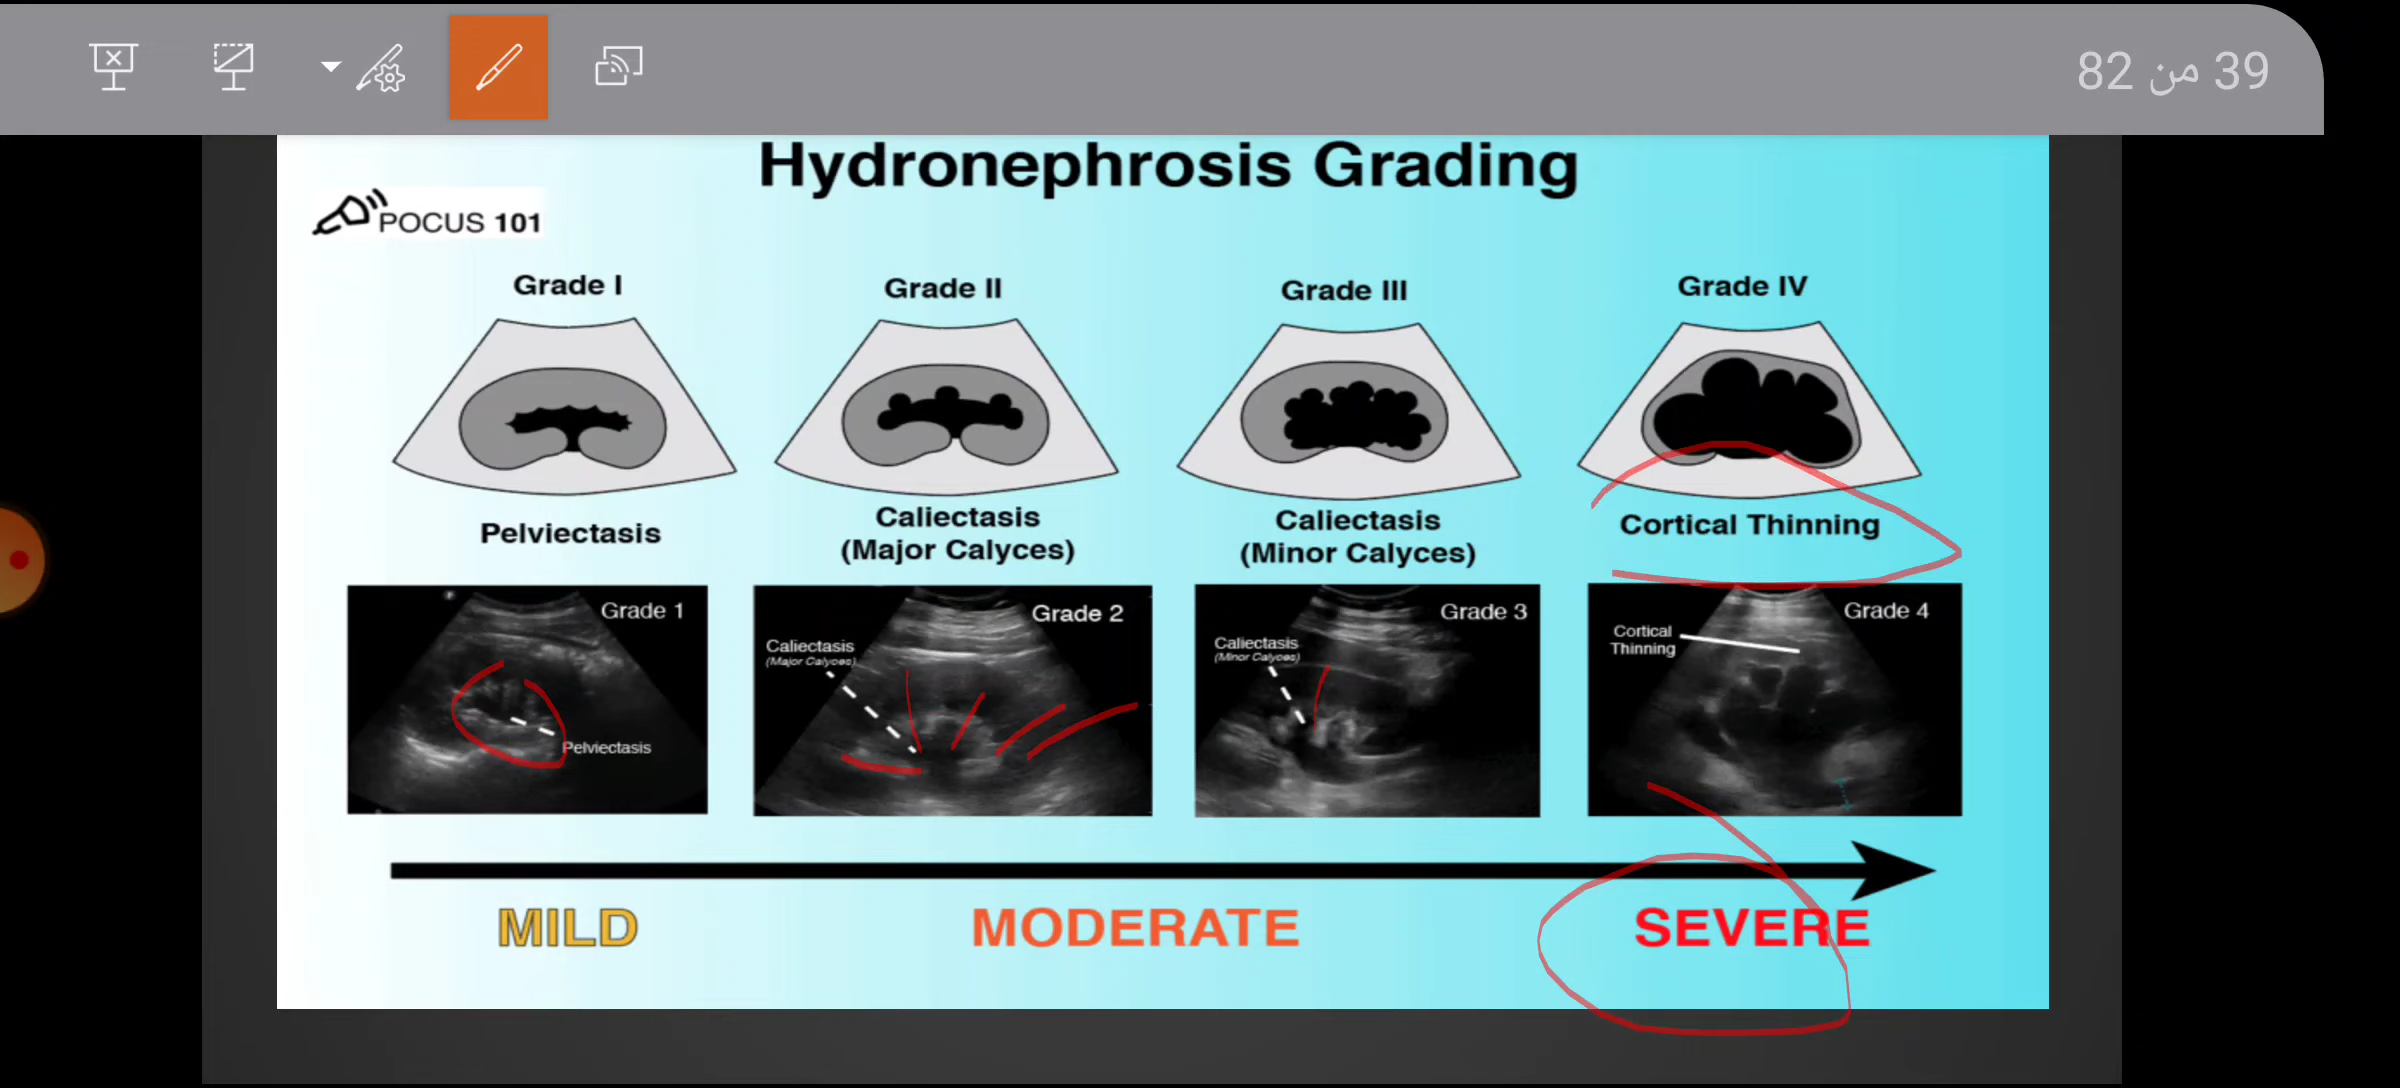 39 من 82
Hydronephrosis Grading
POCUS 101
Grade I
Grade II
Grade III
Grade IV
Pelviectasis
Caliectasis
(Major Calyces)
Caliectasis
(Minor Calyces)
Cortical Thinning
Grade 1
Pelviectasis
Grade 2
Caliectasis
(Major Calyces)
Grade 3
Caliectasis
(Minor Calyces)
Grade 4
Cortical
Thinning
MILD
MODERATE
SEVERE